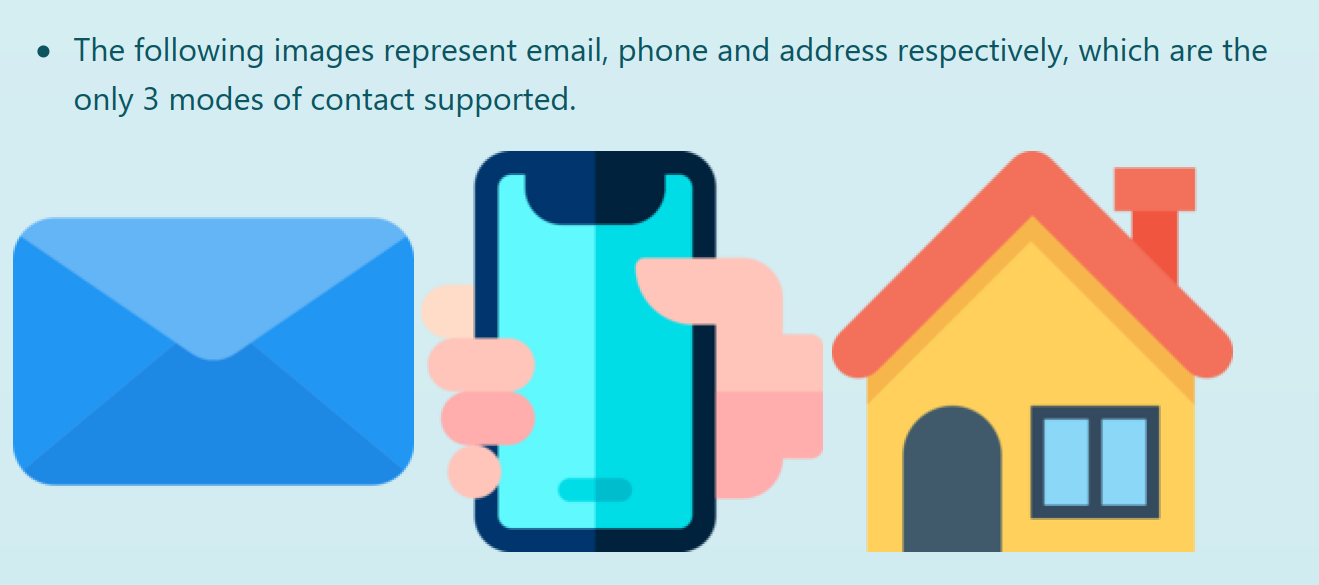 • The following images represent email, phone and address respectively, which are the
only 3 modes of contact supported.